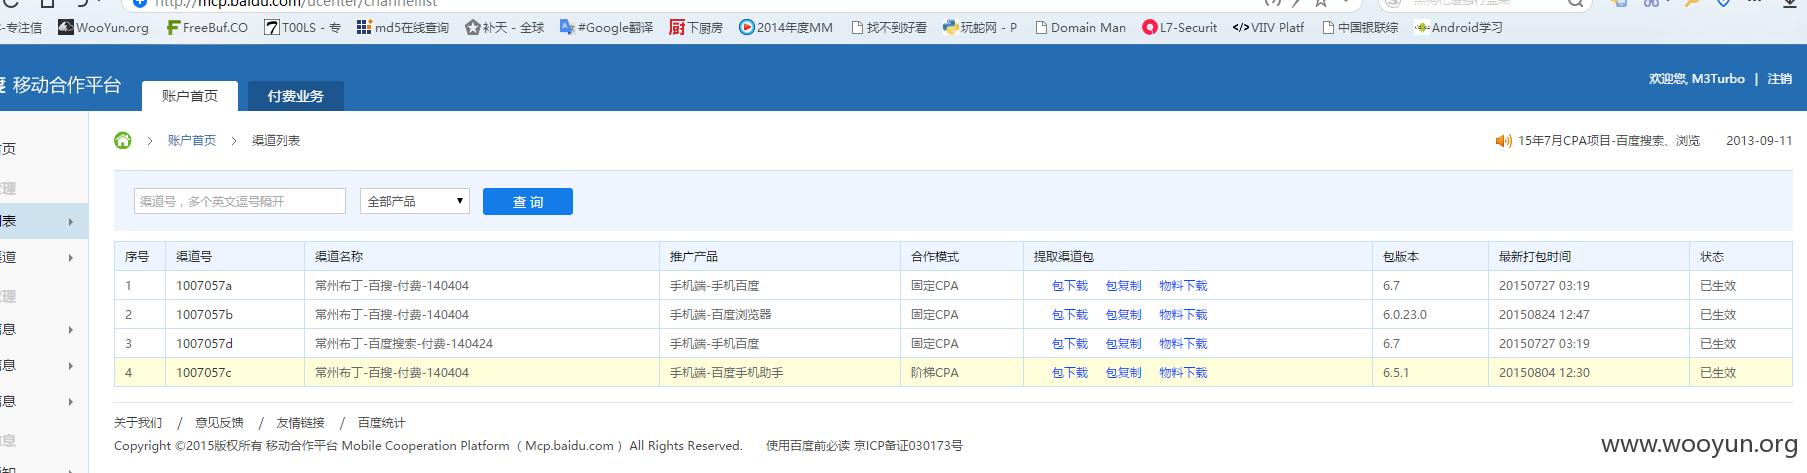 http://mcp.baidu.com/ucenter/channellist
专注信 WooYun.org FreeBuf.CO T00LS - 专 md5在线查询 补天 - 全球 #Google翻译 下厨房 2014年度MM 找不到好看 玩蛇网 - P Domain Man L7-Securit VIIV Platf 中国银联综 Android学习
移动合作平台 账户首页 付费业务 欢迎您, M3Turbo | 注销
账户首页 > 渠道列表 15年7月CPA项目-百度搜索、浏览 2013-09-11
渠道号，多个英文逗号隔开 全部产品 查 询
序号 渠道号 渠道名称 推广产品 合作模式 提取渠道包 包版本 最新打包时间 状态
1 1007057a 常州布丁-百搜-付费-140404 手机端-手机百度 固定CPA 包下载 包复制 物料下载 6.7 20150727 03:19 已生效
2 1007057b 常州布丁-百搜-付费-140404 手机端-百度浏览器 固定CPA 包下载 包复制 物料下载 6.0.23.0 20150824 12:47 已生效
3 1007057d 常州布丁-百度搜索-付费-140424 手机端-手机百度 固定CPA 包下载 包复制 物料下载 6.7 20150727 03:19 已生效
4 1007057c 常州布丁-百搜-付费-140404 手机端-百度手机助手 阶梯CPA 包下载 包复制 物料下载 6.5.1 20150804 12:30 已生效
页
理
表
道
理
息
息
息
息
知
关于我们 / 意见反馈 / 友情链接 / 百度统计
Copyright ©2015版权所有 移动合作平台 Mobile Cooperation Platform（ Mcp.baidu.com ）All Rights Reserved. 使用百度前必读 京ICP备证030173号
www.wooyun.org